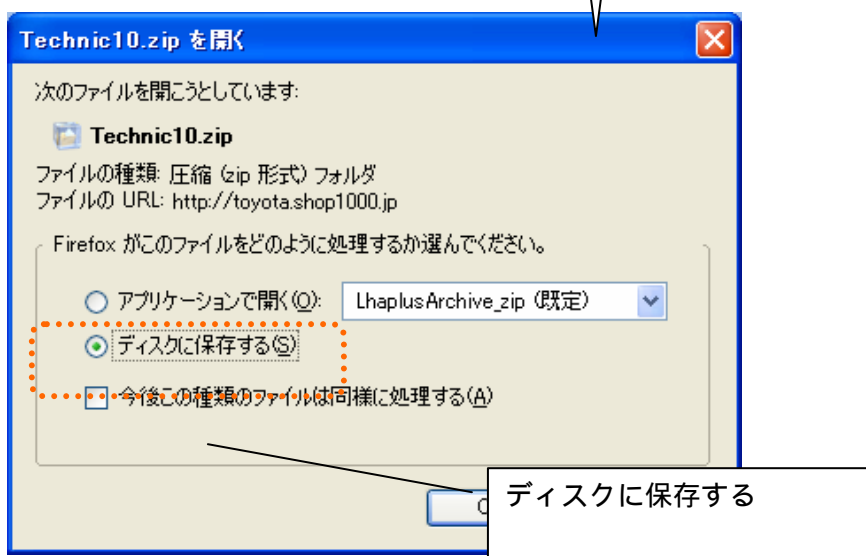 Technic10.zip を開く
次のファイルを開こうとしています:
Technic10.zip
ファイルの種類: 圧縮 (zip 形式) フォルダ
ファイルの URL: http://toyota.shop1000.jp
Firefox がこのファイルをどのように処理するか選んでください。
アプリケーションで開く(O): LhaplusArchive_zip (既定)
ディスクに保存する(S)
今後この種類のファイルは同様に処理する(A)
ディスクに保存する